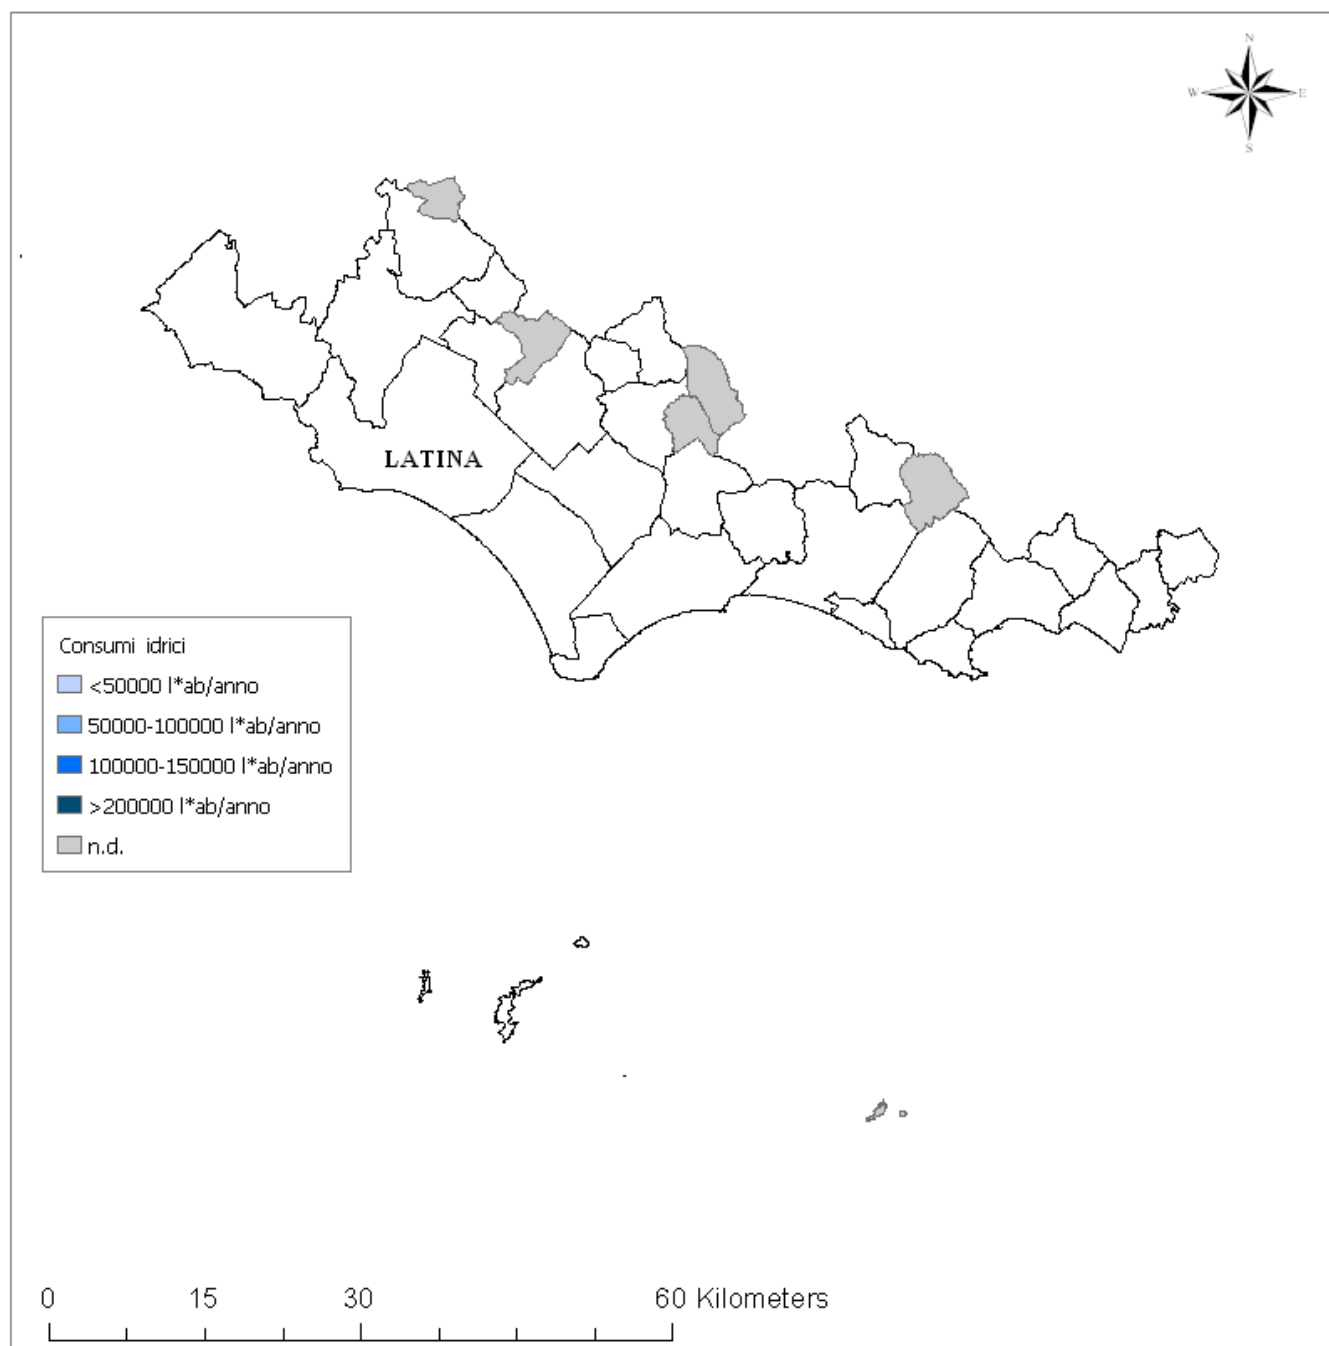 N
W E
S
LATINA
Consumi idrici
<50000 l*ab/anno
50000-100000 l*ab/anno
100000-150000 l*ab/anno
>200000 l*ab/anno
n.d.
0 15 30 60 Kilometers